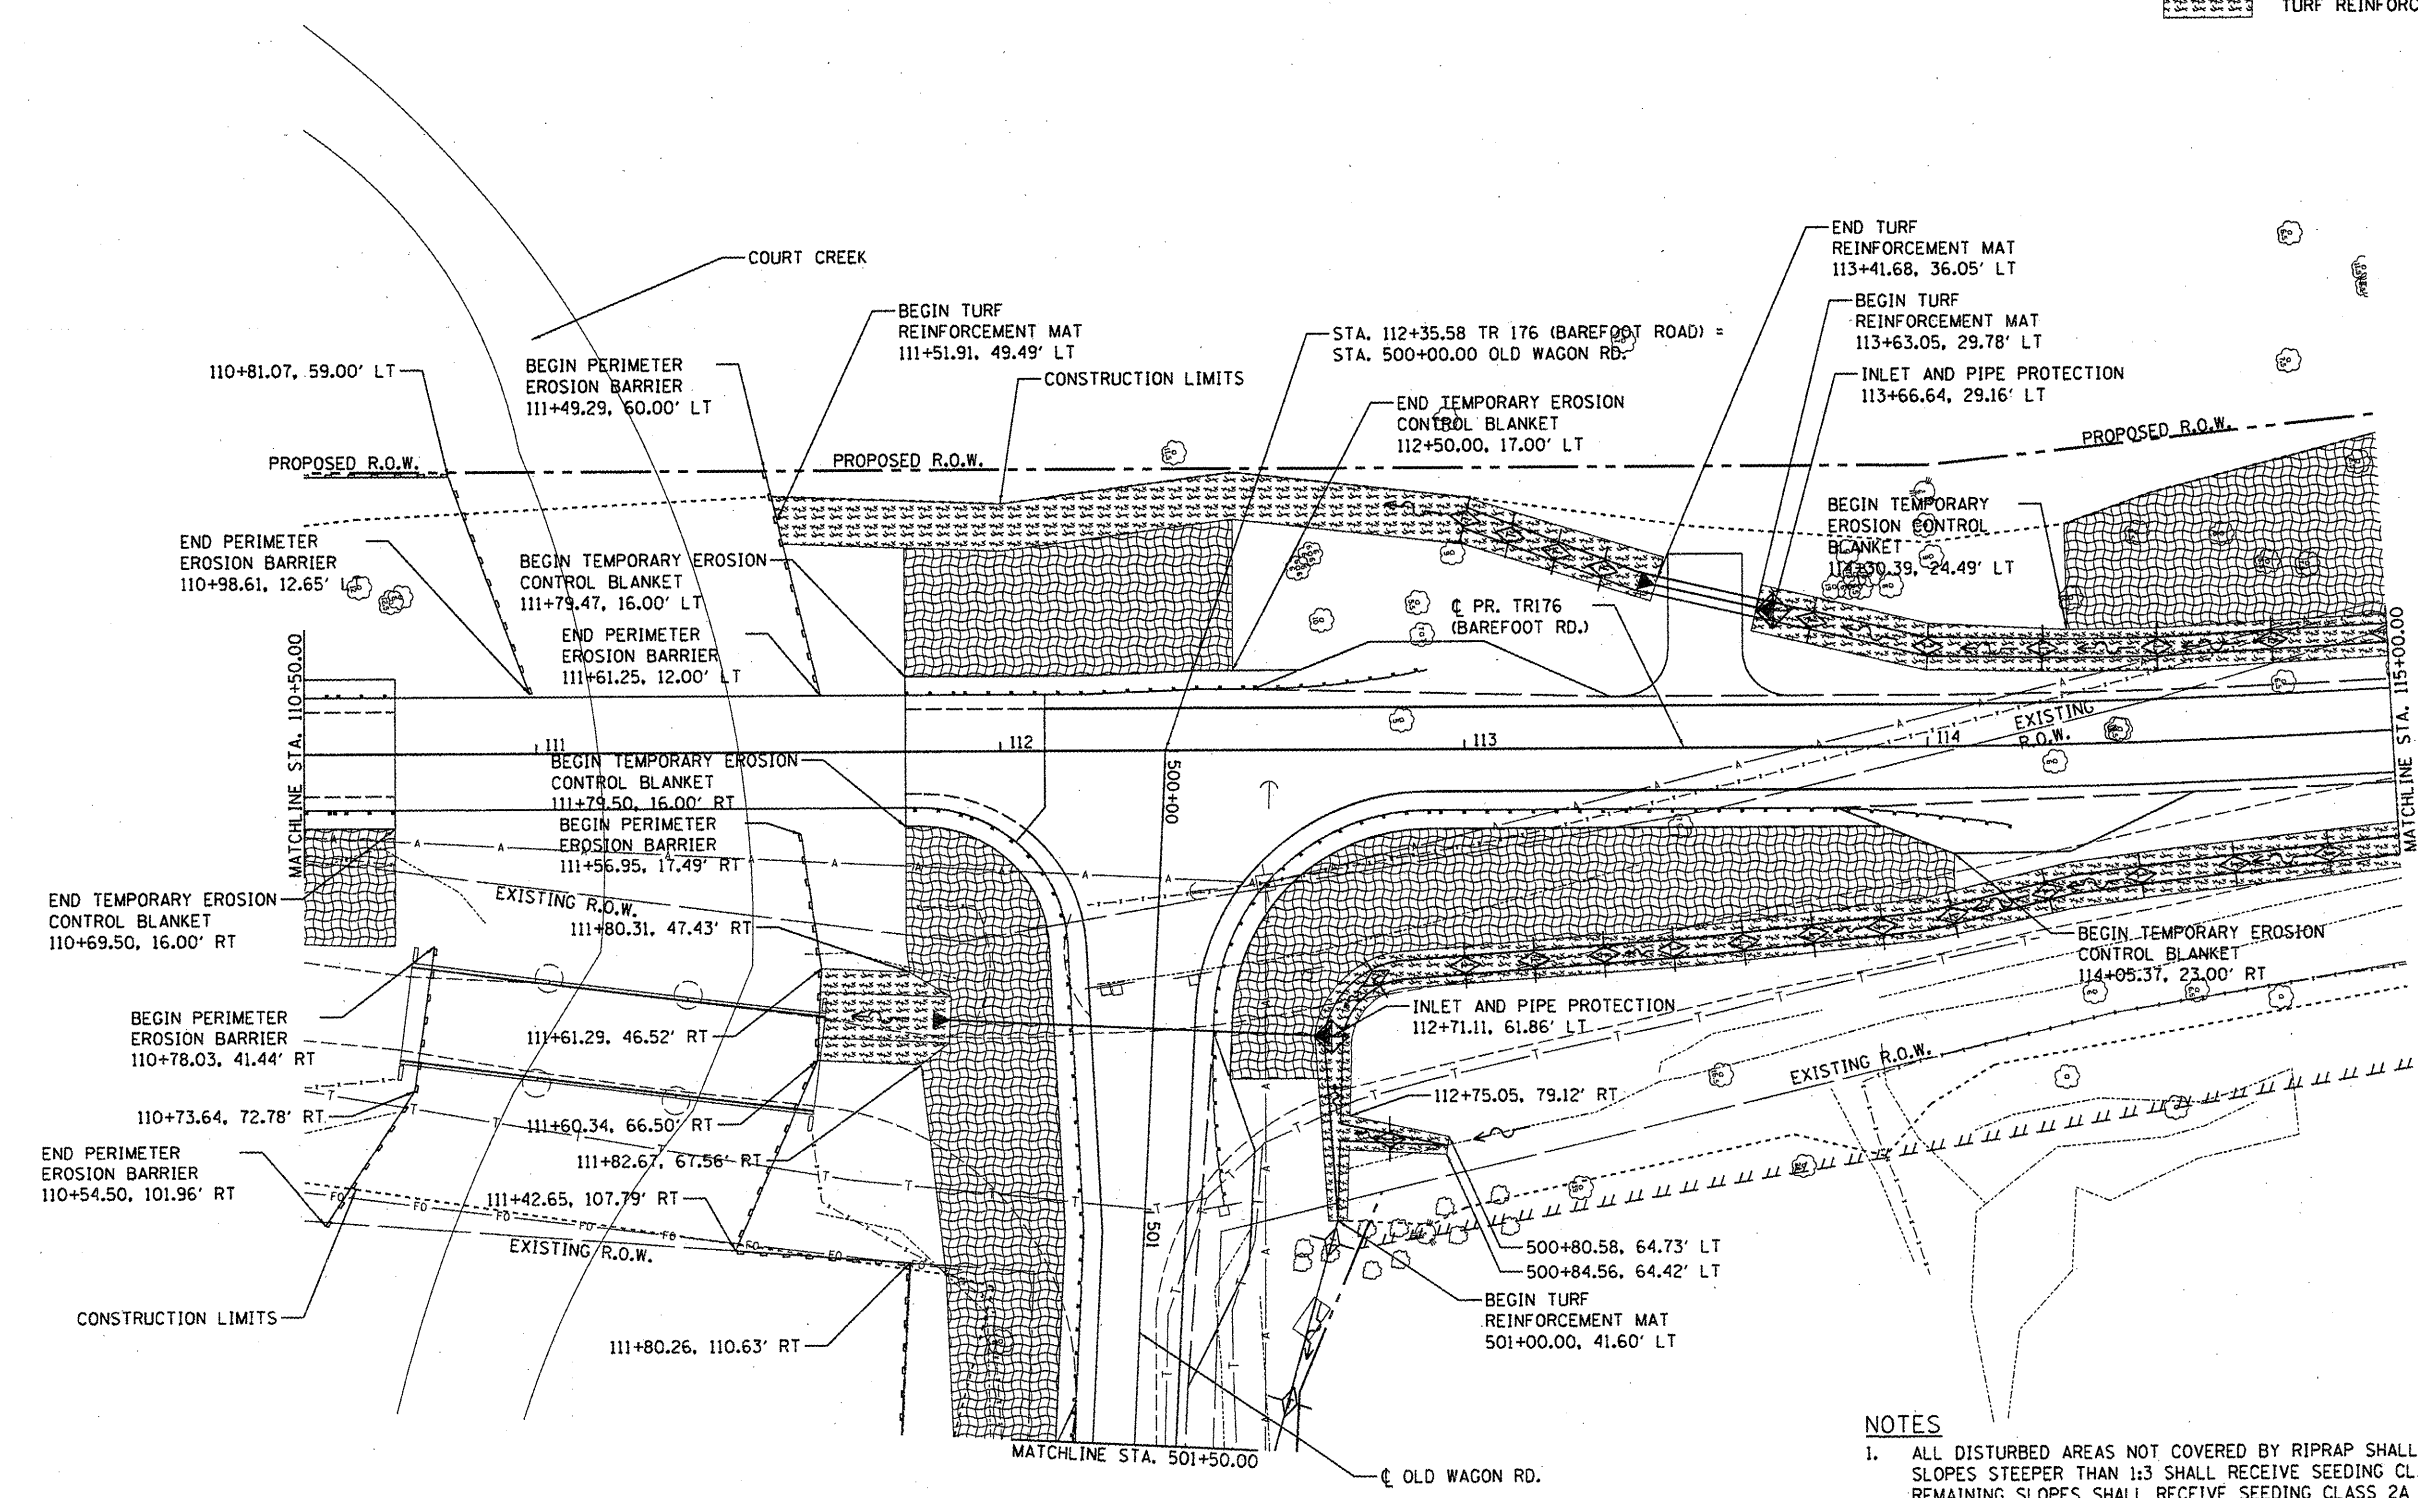 TURF REINFORC
COURT CREEK
END TURF
REINFORCEMENT MAT
113+41.68, 36.05' LT
BEGIN TURF
REINFORCEMENT MAT
111+51.91, 49.49' LT
BEGIN TURF
REINFORCEMENT MAT
113+63.05, 29.78' LT
STA. 112+35.58 TR 176 (BAREFOOT ROAD) =
STA. 500+00.00 OLD WAGON RD.
110+81.07, 59.00' LT
BEGIN PERIMETER
EROSION BARRIER
111+49.29, 60.00' LT
CONSTRUCTION LIMITS
INLET AND PIPE PROTECTION
113+66.64, 29.16' LT
END TEMPORARY EROSION
CONTROL BLANKET
112+50.00, 17.00' LT
PROPOSED R.O.W.
PROPOSED R.O.W.
PROPOSED R.O.W.
BEGIN TEMPORARY
EROSION CONTROL
BLANKET
114+30.39, 24.49' LT
END PERIMETER
EROSION BARRIER
110+98.61, 12.65' LT
BEGIN TEMPORARY EROSION
CONTROL BLANKET
111+79.47, 16.00' LT
END PERIMETER
EROSION BARRIER
111+61.25, 12.00' LT
℄ PR. TR176
(BAREFOOT RD.)
MATCHLINE STA. 110+50.00
MATCHLINE STA. 115+00.00
EXISTING
R.O.W.
111
112
113
114
500+00
BEGIN TEMPORARY EROSION
CONTROL BLANKET
111+79.50, 16.00' RT
BEGIN PERIMETER
EROSION BARRIER
111+56.95, 17.49' RT
EXISTING R.O.W.
111+80.31, 47.43' RT
END TEMPORARY EROSION
CONTROL BLANKET
110+69.50, 16.00' RT
BEGIN TEMPORARY EROSION
CONTROL BLANKET
114+05.37, 23.00' RT
BEGIN PERIMETER
EROSION BARRIER
110+78.03, 41.44' RT
111+61.29, 46.52' RT
INLET AND PIPE PROTECTION
112+71.11, 61.86' LT
EXISTING R.O.W.
110+73.64, 72.78' RT
111+60.34, 66.50' RT
112+75.05, 79.12' RT
END PERIMETER
EROSION BARRIER
110+54.50, 101.96' RT
111+82.67, 67.56' RT
111+42.65, 107.79' RT
FO
FO
FO
FO
FO
FO
EXISTING R.O.W.
501
500+80.58, 64.73' LT
500+84.56, 64.42' LT
CONSTRUCTION LIMITS
BEGIN TURF
REINFORCEMENT MAT
501+00.00, 41.60' LT
111+80.26, 110.63' RT
MATCHLINE STA. 501+50.00
℄ OLD WAGON RD.
NOTES
1. ALL DISTURBED AREAS NOT COVERED BY RIPRAP SHALL
SLOPES STEEPER THAN 1:3 SHALL RECEIVE SEEDING CL
REMAINING SLOPES SHALL RECEIVE SEEDING CLASS 2A